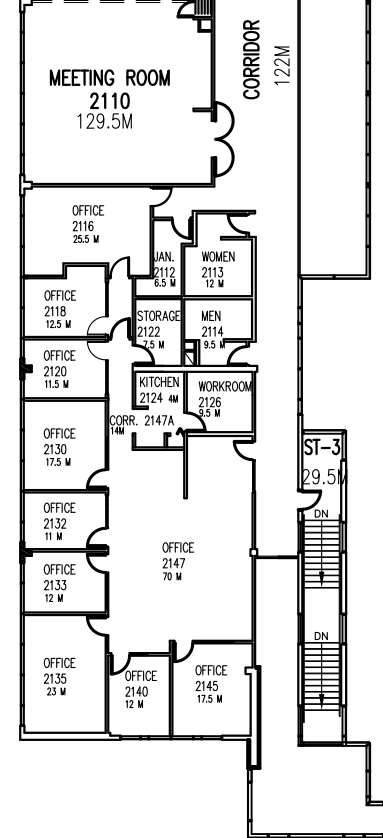 MEETING ROOM
2110
129.5M
CORRIDOR
122M
OFFICE
2116
25.5 M
JAN.
2112
6.5 M
WOMEN
2113
12 M
OFFICE
2118
12.5 M
STORAGE
2122
7.5 M
MEN
2114
9.5 M
OFFICE
2120
11.5 M
KITCHEN
2124 4M
WORKROOM
2126
9.5 M
CORR. 2147A
14M
OFFICE
2130
17.5 M
ST-3
29.5M
DN
OFFICE
2132
11 M
OFFICE
2147
70 M
OFFICE
2133
12 M
DN
OFFICE
2135
23 M
OFFICE
2140
12 M
OFFICE
2145
17.5 M